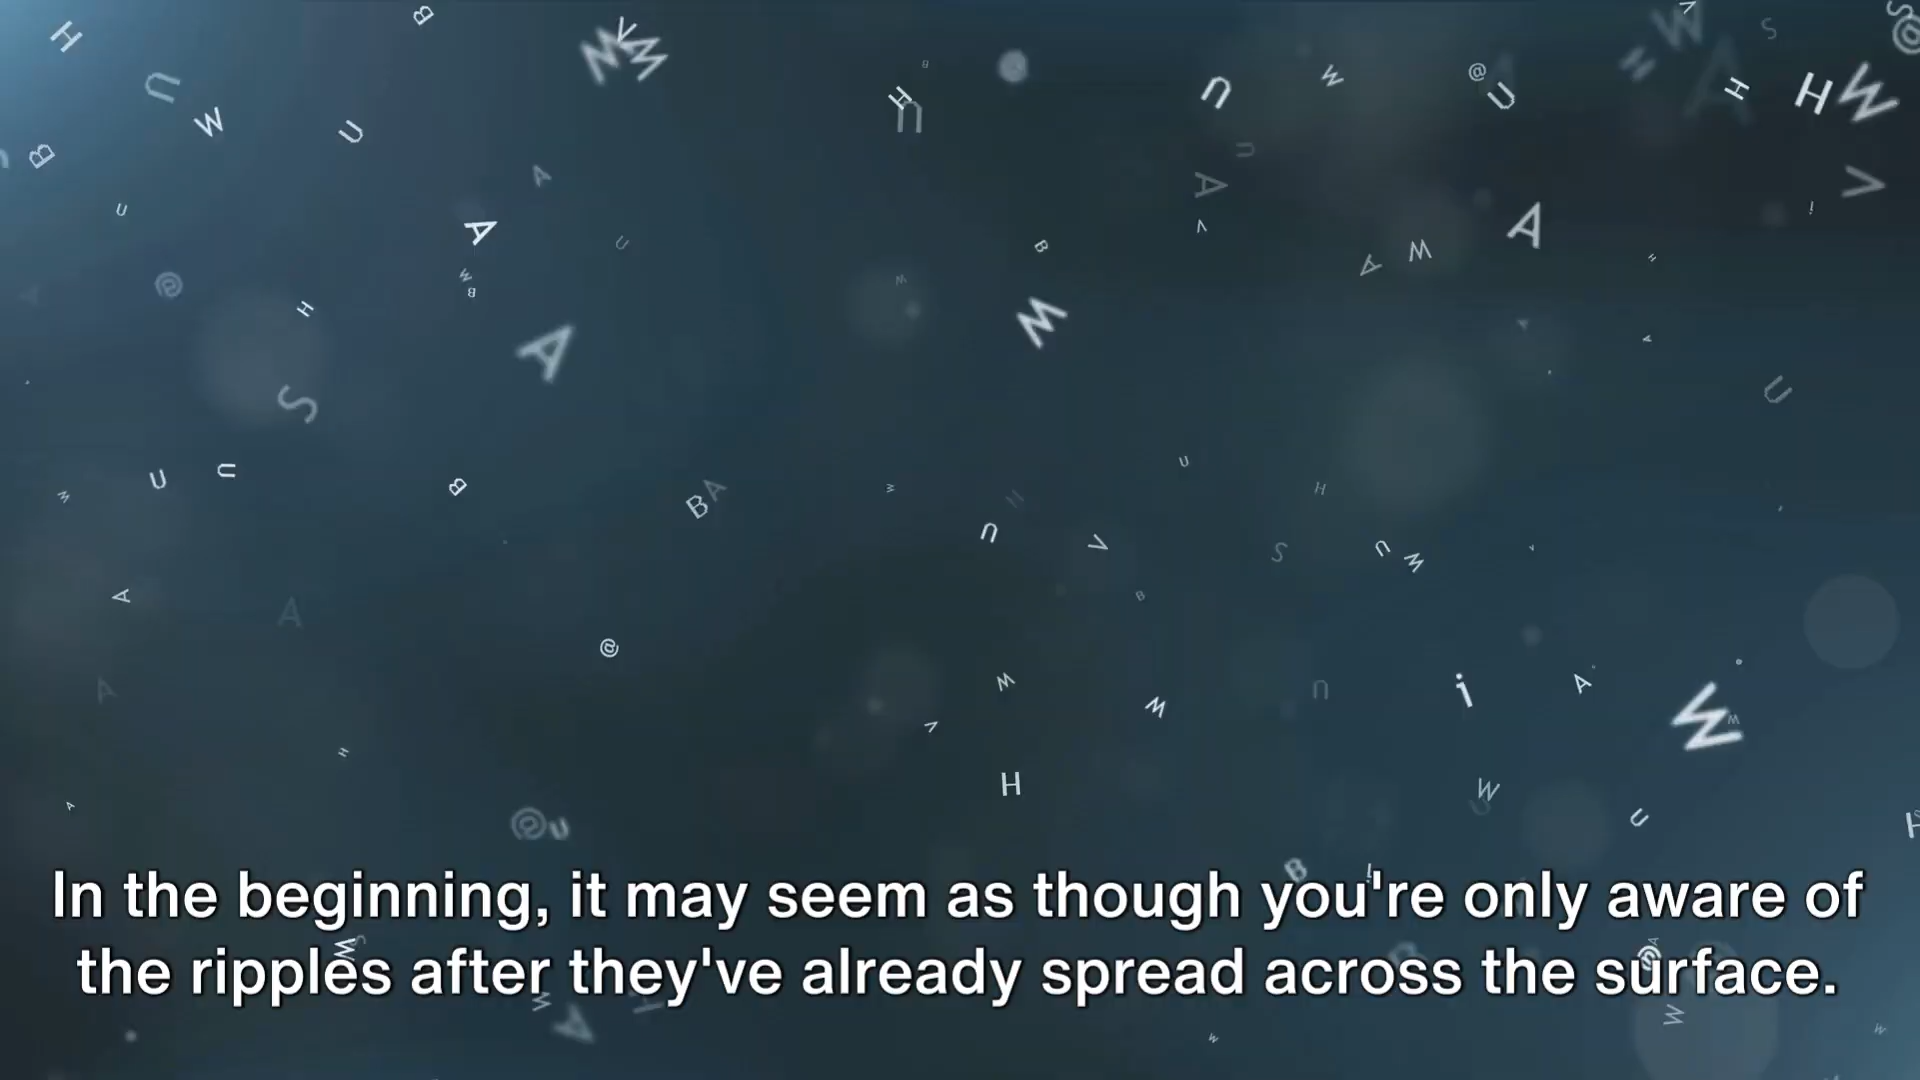 In the beginning, it may seem as though you're only aware of
the ripples after they've already spread across the surface.